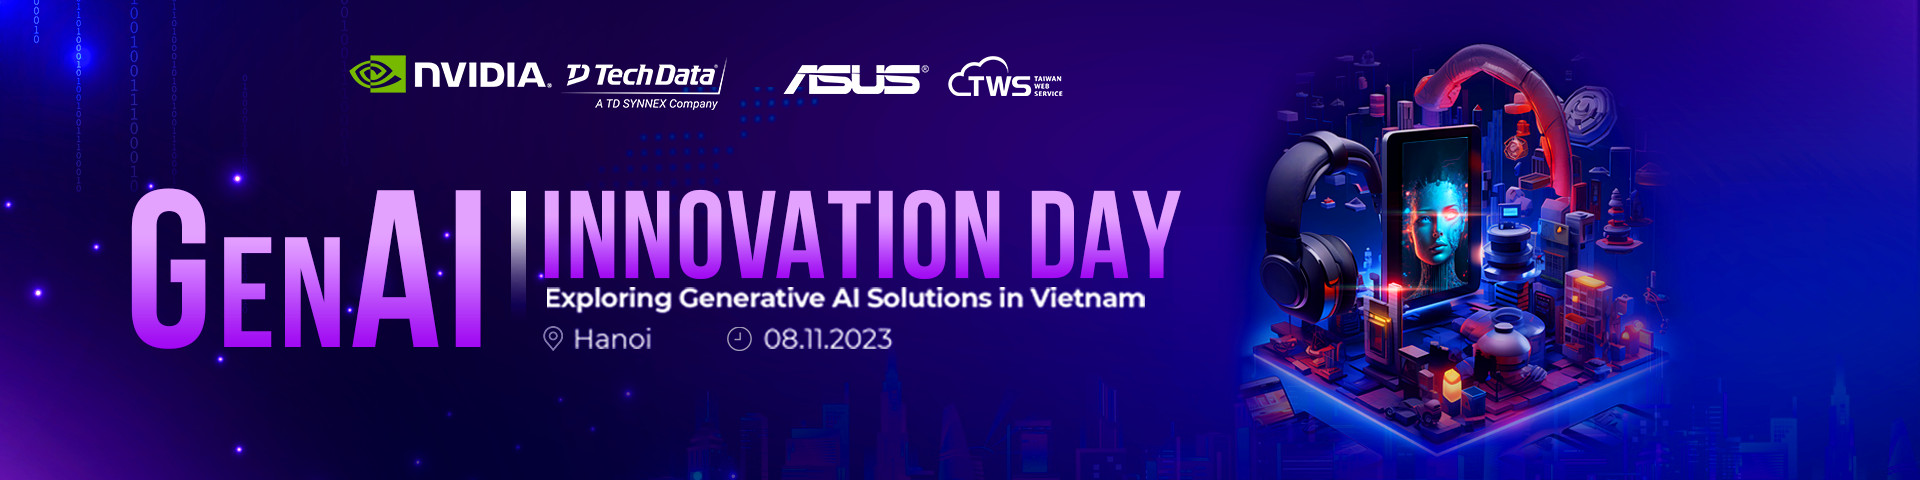 NVIDIA.
TD TechData®
A TD SYNNEX Company
ASUS®
TWS TAIWAN
WEB
SERVICE
GENAI
INNOVATION DAY
Exploring Generative AI Solutions in Vietnam
Hanoi
08.11.2023